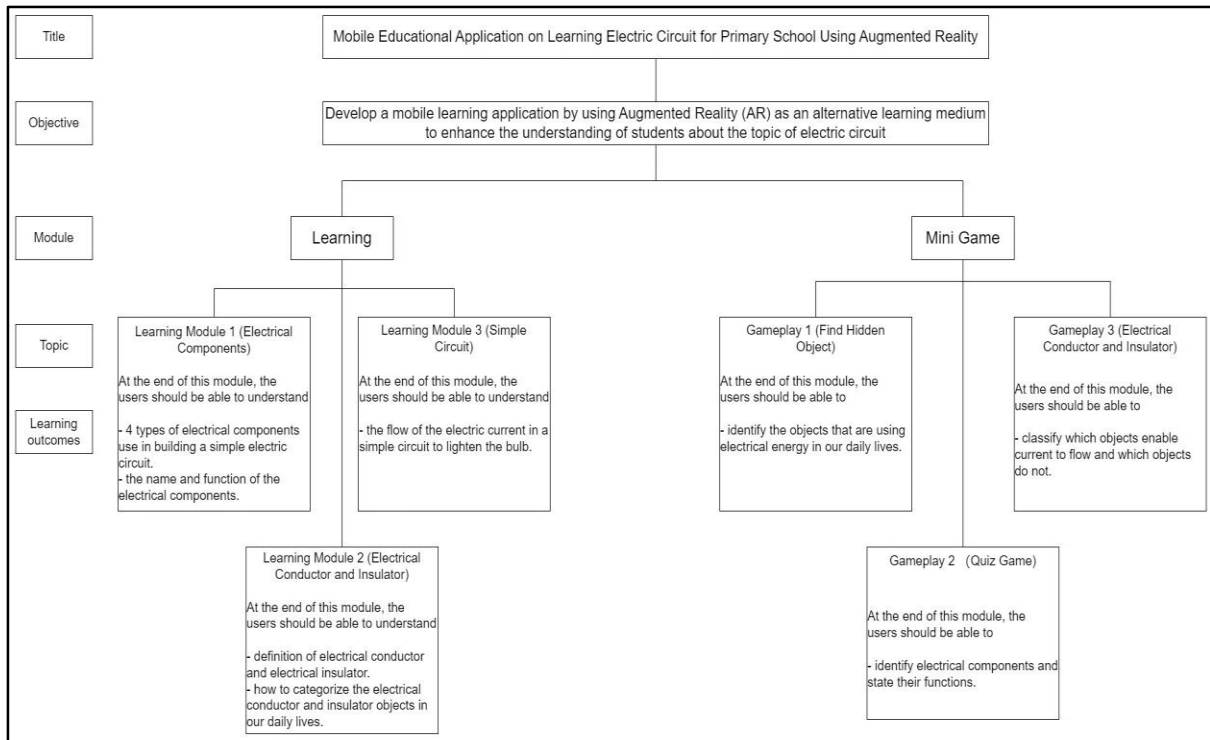 Title
Mobile Educational Application on Learning Electric Circuit for Primary School Using Augmented Reality
Objective
Develop a mobile learning application by using Augmented Reality (AR) as an alternative learning medium
to enhance the understanding of students about the topic of electric circuit
Module
Learning
Mini Game
Topic
Learning
outcomes
Learning Module 1 (Electrical
Components)
At the end of this module, the
users should be able to understand
- 4 types of electrical components
use in building a simple electric
circuit.
- the name and function of the
electrical components.
Learning Module 3 (Simple
Circuit)
At the end of this module, the
users should be able to understand
- the flow of the electric current in a
simple circuit to lighten the bulb.
Gameplay 1 (Find Hidden
Object)
At the end of this module, the
users should be able to
- identify the objects that are using
electrical energy in our daily lives.
Gameplay 3 (Electrical
Conductor and Insulator)
At the end of this module, the
users should be able to
- classify which objects enable
current to flow and which objects
do not.
Learning Module 2 (Electrical
Conductor and Insulator)
At the end of this module, the
users should be able to understand
- definition of electrical conductor
and electrical insulator.
- how to categorize the electrical
conductor and insulator objects in
our daily lives.
Gameplay 2 (Quiz Game)
At the end of this module, the
users should be able to
- identify electrical components and
state their functions.